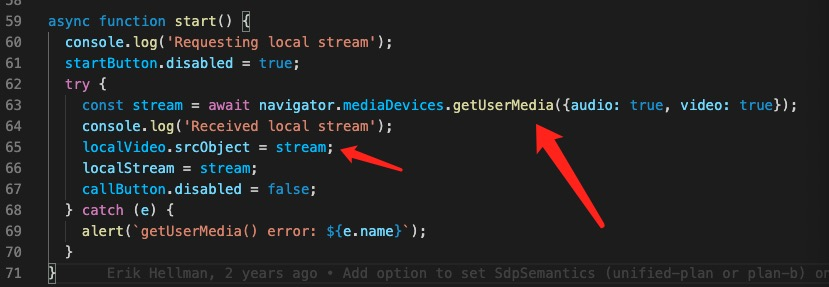 59 async function start() {
60 console.log('Requesting local stream');
61 startButton.disabled = true;
62 try {
63 const stream = await navigator.mediaDevices.getUserMedia({audio: true, video: true});
64 console.log('Received local stream');
65 localVideo.srcObject = stream;
66 localStream = stream;
67 callButton.disabled = false;
68 } catch (e) {
69 alert(`getUserMedia() error: ${e.name}`);
70 }
71 } Erik Hellman, 2 years ago • Add option to set SdpSemantics (unified-plan or plan-b) on